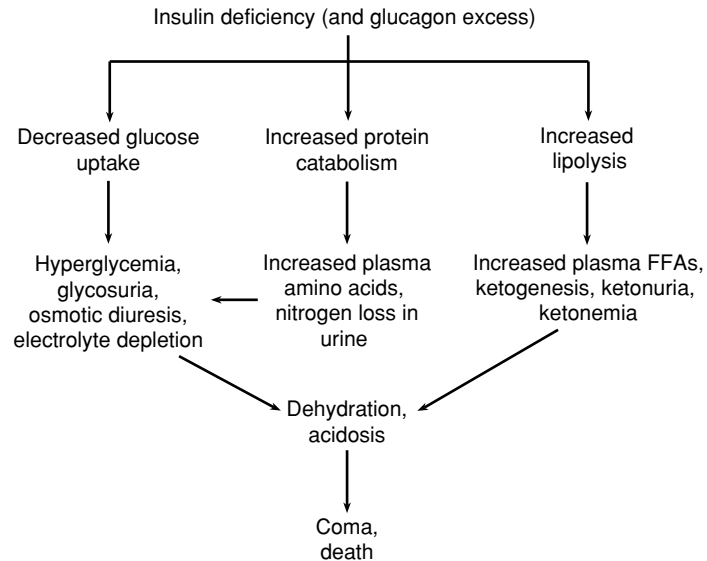 Insulin deficiency (and glucagon excess)
Decreased glucose
uptake
Increased protein
catabolism
Increased
lipolysis
Hyperglycemia,
glycosuria,
osmotic diuresis,
electrolyte depletion
Increased plasma
amino acids,
nitrogen loss in
urine
Increased plasma FFAs,
ketogenesis, ketonuria,
ketonemia
Dehydration,
acidosis
Coma,
death